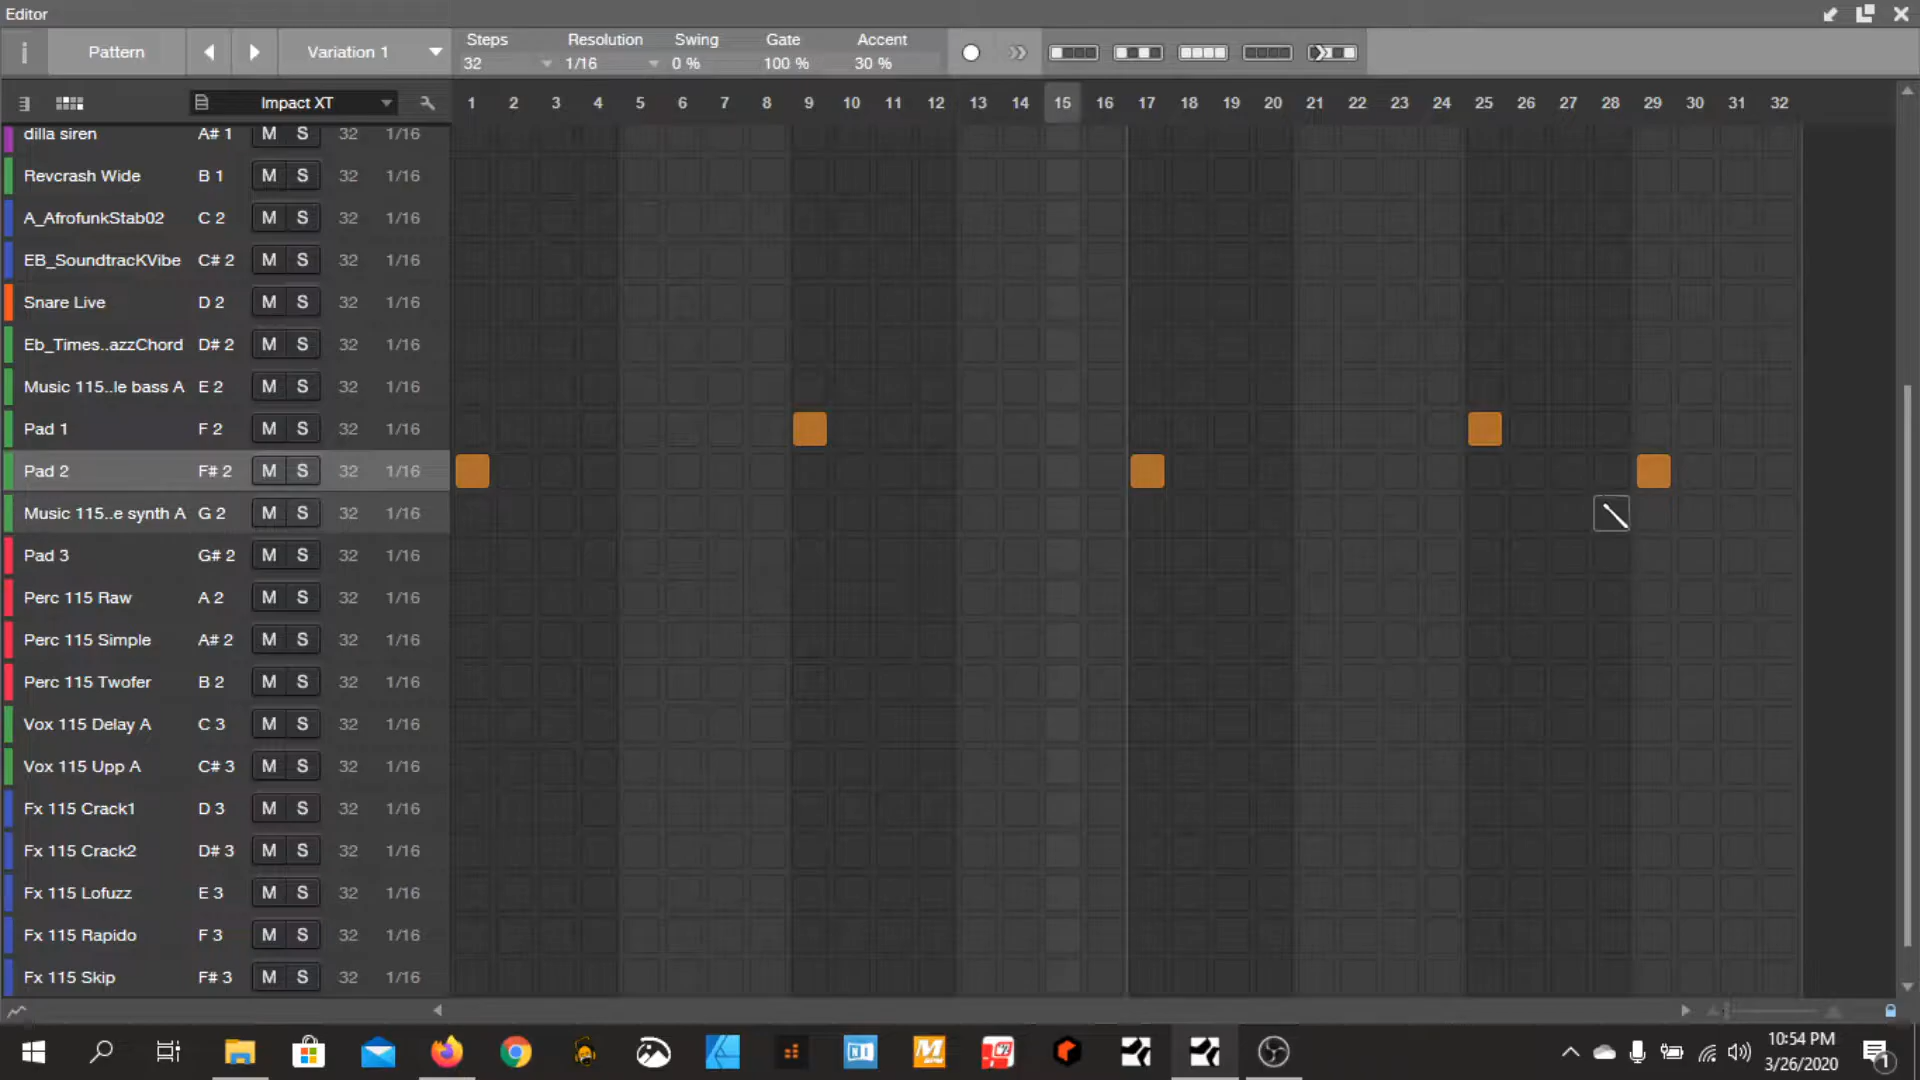 Editor
Pattern Variation 1 Steps 32 Resolution 1/16 Swing 0 % Gate 100 % Accent 30 %
Impact XT 1 2 3 4 5 6 7 8 9 10 11 12 13 14 15 16 17 18 19 20 21 22 23 24 25 26 27 28 29 30 31 32
dilla siren A# 1 M S 32 1/16
Revcrash Wide B 1 M S 32 1/16
A_AfrofunkStab02 C 2 M S 32 1/16
EB_SoundtracKVibe C# 2 M S 32 1/16
Snare Live D 2 M S 32 1/16
Eb_Times..azzChord D# 2 M S 32 1/16
Music 115..le bass A E 2 M S 32 1/16
Pad 1 F 2 M S 32 1/16
Pad 2 F# 2 M S 32 1/16
Music 115..e synth A G 2 M S 32 1/16
Pad 3 G# 2 M S 32 1/16
Perc 115 Raw A 2 M S 32 1/16
Perc 115 Simple A# 2 M S 32 1/16
Perc 115 Twofer B 2 M S 32 1/16
Vox 115 Delay A C 3 M S 32 1/16
Vox 115 Upp A C# 3 M S 32 1/16
Fx 115 Crack1 D 3 M S 32 1/16
Fx 115 Crack2 D# 3 M S 32 1/16
Fx 115 Lofuzz E 3 M S 32 1/16
Fx 115 Rapido F 3 M S 32 1/16
Fx 115 Skip F# 3 M S 32 1/16
10:54 PM
3/26/2020
1